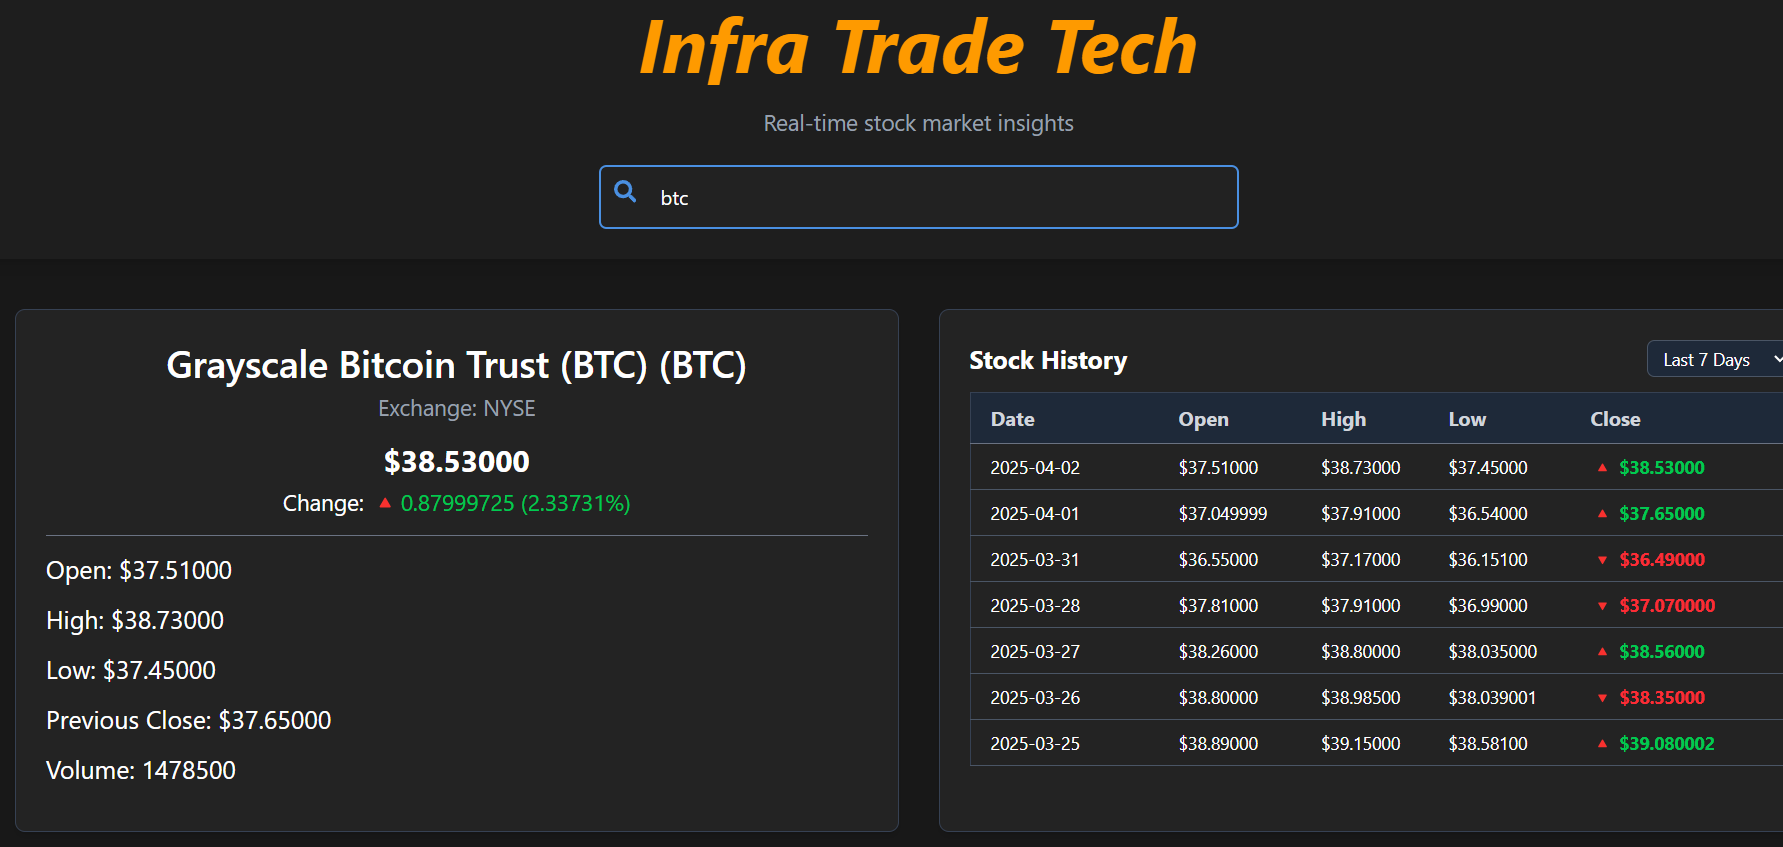 Infra Trade Tech
Real-time stock market insights
btc
Grayscale Bitcoin Trust (BTC) (BTC)
Exchange: NYSE
$38.53000
Change: ▲ 0.87999725 (2.33731%)
Open: $37.51000
High: $38.73000
Low: $37.45000
Previous Close: $37.65000
Volume: 1478500
Stock History
Last 7 Days
Date Open High Low Close
2025-04-02 $37.51000 $38.73000 $37.45000 ▲ $38.53000
2025-04-01 $37.049999 $37.91000 $36.54000 ▲ $37.65000
2025-03-31 $36.55000 $37.17000 $36.15100 ▼ $36.49000
2025-03-28 $37.81000 $37.91000 $36.99000 ▼ $37.070000
2025-03-27 $38.26000 $38.80000 $38.035000 ▲ $38.56000
2025-03-26 $38.80000 $38.98500 $38.039001 ▼ $38.35000
2025-03-25 $38.89000 $39.15000 $38.58100 ▲ $39.080002